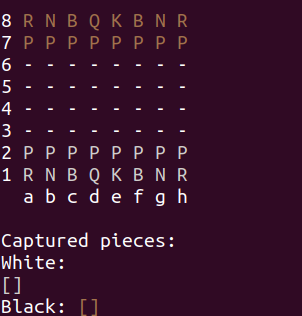 8 R N B Q K B N R
7 P P P P P P P P
6 - - - - - - - -
5 - - - - - - - -
4 - - - - - - - -
3 - - - - - - - -
2 P P P P P P P P
1 R N B Q K B N R
a b c d e f g h
Captured pieces:
White:
[]
Black: []